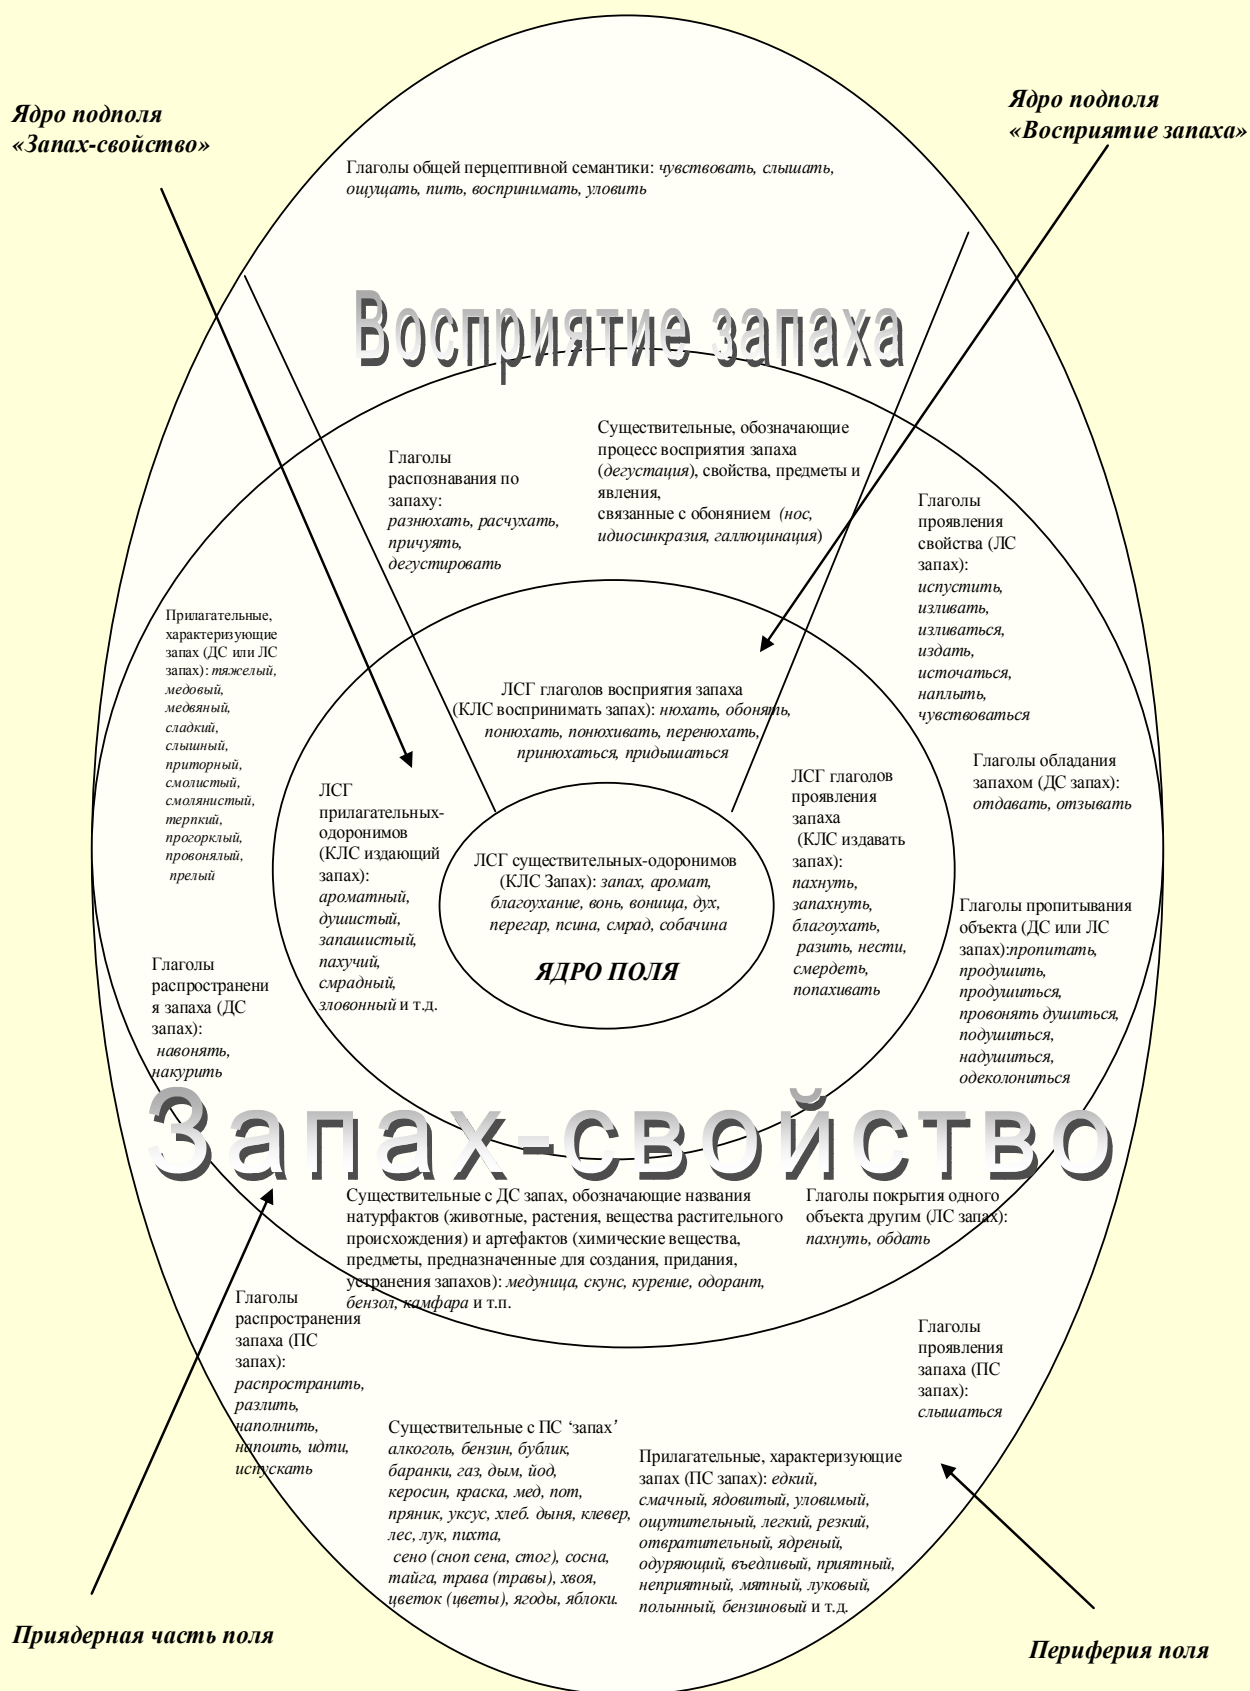 Ядро подполя
«Запах-свойство»
Ядро подполя
«Восприятие запаха»
Глаголы общей перцептивной семантики: чувствовать, слышать,
ощущать, пить, воспринимать, уловить
Восприятие запаха
Глаголы
распознавания по
запаху:
разнюхать, расчухать,
причуять,
дегустировать
Существительные, обозначающие
процесс восприятия запаха
(дегустация), свойства, предметы и
явления,
связанные с обонянием (нос,
идиосинкразия, галлюцинация)
Глаголы
проявления
свойства (ЛС
запах):
испустить,
изливать,
изливаться,
издать,
источаться,
наплыть,
чувствоваться
Прилагательные,
характеризующие
запах (ДС или ЛС
запах): тяжелый,
медовый,
медвяный,
сладкий,
слышный,
приторный,
смолистый,
смолянистый,
терпкий,
прогорклый,
провонялый,
прелый
ЛСГ глаголов восприятия запаха
(КЛС воспринимать запах): нюхать, обонять,
понюхать, понюхивать, перенюхать,
принюхаться, придышаться
ЛСГ
прилагательных-
одоронимов
(КЛС издающий
запах):
ароматный,
душистый,
запашистый,
пахучий,
смрадный,
зловонный и т.д.
ЛСГ существительных-одоронимов
(КЛС Запах): запах, аромат,
благоухание, вонь, вонища, дух,
перегар, псина, смрад, собачина
ЯДРО ПОЛЯ
ЛСГ глаголов
проявления
запаха
(КЛС издавать
запах):
пахнуть,
запахнуть,
благоухать,
разить, нести,
смердеть,
попахивать
Глаголы обладания
запахом (ДС запах):
отдавать, отзывать
Глаголы пропитывания
объекта (ДС или ЛС
запах):пропитать,
продушить,
продушиться,
провонять душиться,
подушиться,
надушиться,
одеколониться
Глаголы
распространени
я запаха (ДС
запах):
навонять,
накурить
Запах-свойство
Существительные с ДС запах, обозначающие названия
натурфактов (животные, растения, вещества растительного
происхождения) и артефактов (химические вещества,
предметы, предназначенные для создания, придания,
устранения запахов): медуница, скунс, курение, одорант,
бензол, камфара и т.п.
Глаголы покрытия одного
объекта другим (ЛС запах):
пахнуть, обдать
Глаголы
распространения
запаха (ПС
запах):
распространить,
разлить,
наполнить,
напоить, идти,
испускать
Глаголы
проявления
запаха (ПС
запах):
слышаться
Существительные с ПС ‘запах’
алкоголь, бензин, бублик,
баранки, газ, дым, йод,
керосин, краска, мед, пот,
пряник, уксус, хлеб. дыня, клевер,
лес, лук, пихта,
сено (сноп сена, стог), сосна,
тайга, трава (травы), хвоя,
цветок (цветы), ягоды, яблоки.
Прилагательные, характеризующие
запах (ПС запах): едкий,
смачный, ядовитый, уловимый,
ощутительный, легкий, резкий,
отвратительный, ядреный,
одуряющий, въедливый, приятный,
неприятный, мятный, луковый,
полынный, бензиновый и т.д.
Приядерная часть поля
Периферия поля